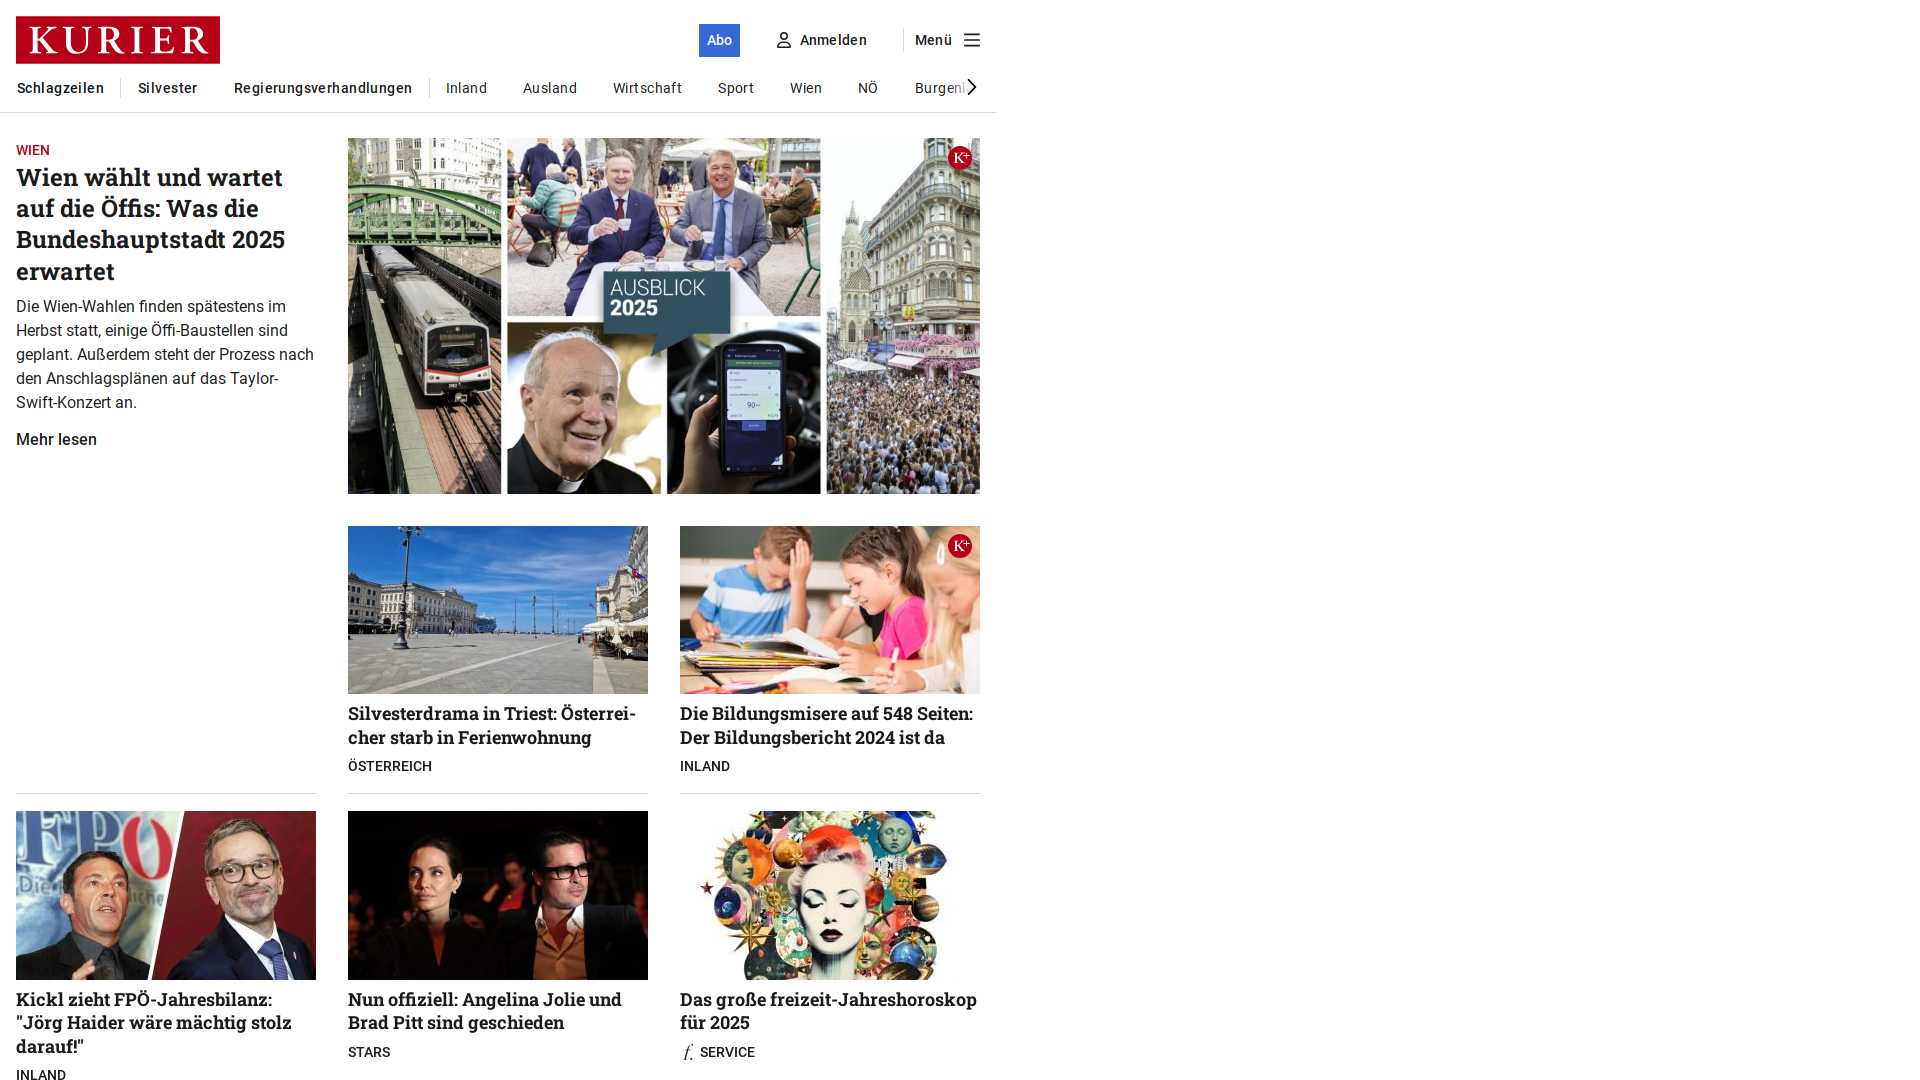 KURIER
Abo
Anmelden
Menü
Schlagzeilen
Silvester
Regierungsverhandlungen
Inland
Ausland
Wirtschaft
Sport
Wien
NÖ
WIEN
Wien wählt und wartet
auf die Öffis: Was die
Bundeshauptstadt 2025
erwartet
Die Wien-Wahlen finden spätestens im
Herbst statt, einige Öffi-Baustellen sind
geplant. Außerdem steht der Prozess nach
den Anschlagsplänen auf das Taylor-
Swift-Konzert an.
Mehr lesen
K+
AUSBLICK
2025
90
K+
Silvesterdrama in Triest: Österrei-
cher starb in Ferienwohnung
ÖSTERREICH
Die Bildungsmisere auf 548 Seiten:
Der Bildungsbericht 2024 ist da
INLAND
FPÖ
Die
Kickl zieht FPÖ-Jahresbilanz:
"Jörg Haider wäre mächtig stolz
darauf!"
INLAND
Nun offiziell: Angelina Jolie und
Brad Pitt sind geschieden
STARS
Das große freizeit-Jahreshoroskop
für 2025
f. SERVICE